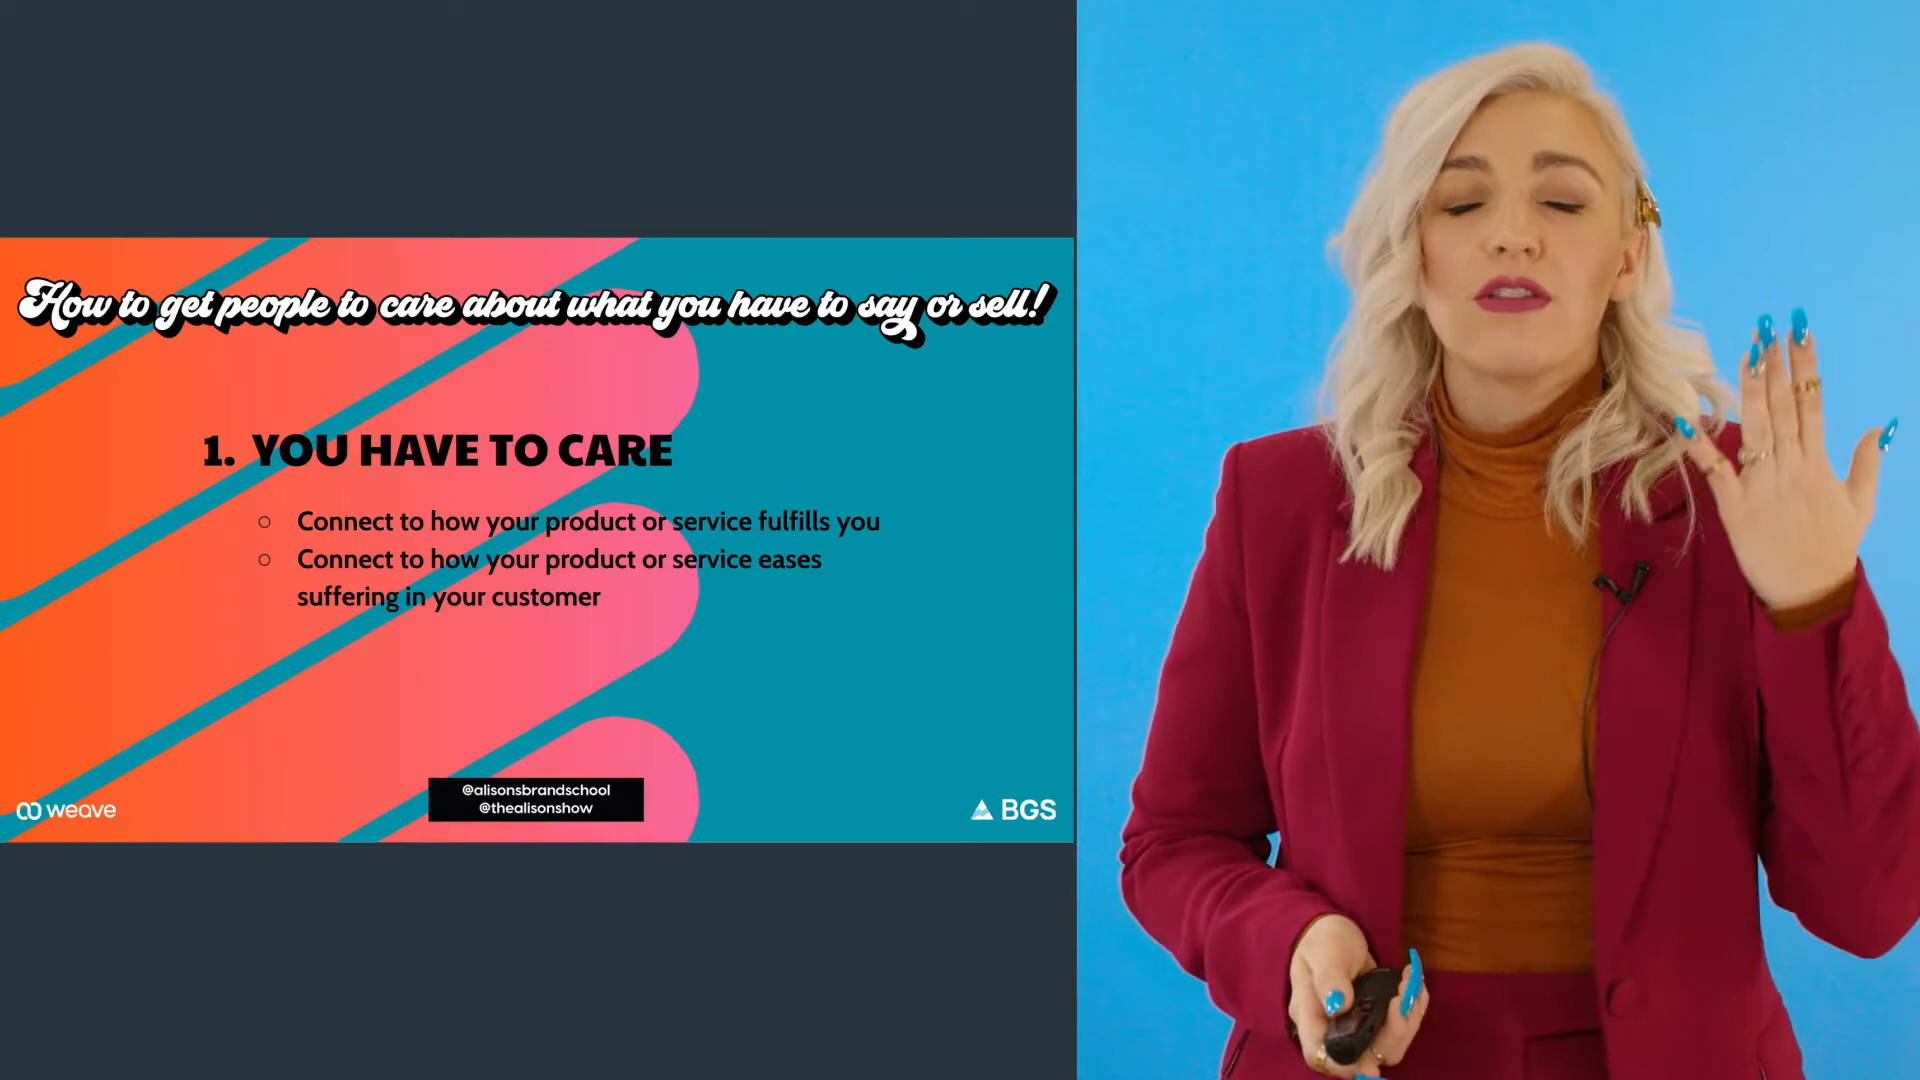 How to get people to care about what you have to say or sell!
1. YOU HAVE TO CARE
○ Connect to how your product or service fulfills you
○ Connect to how your product or service eases
suffering in your customer
@alisonsbrandschool
@thealisonshow
weave
BGS